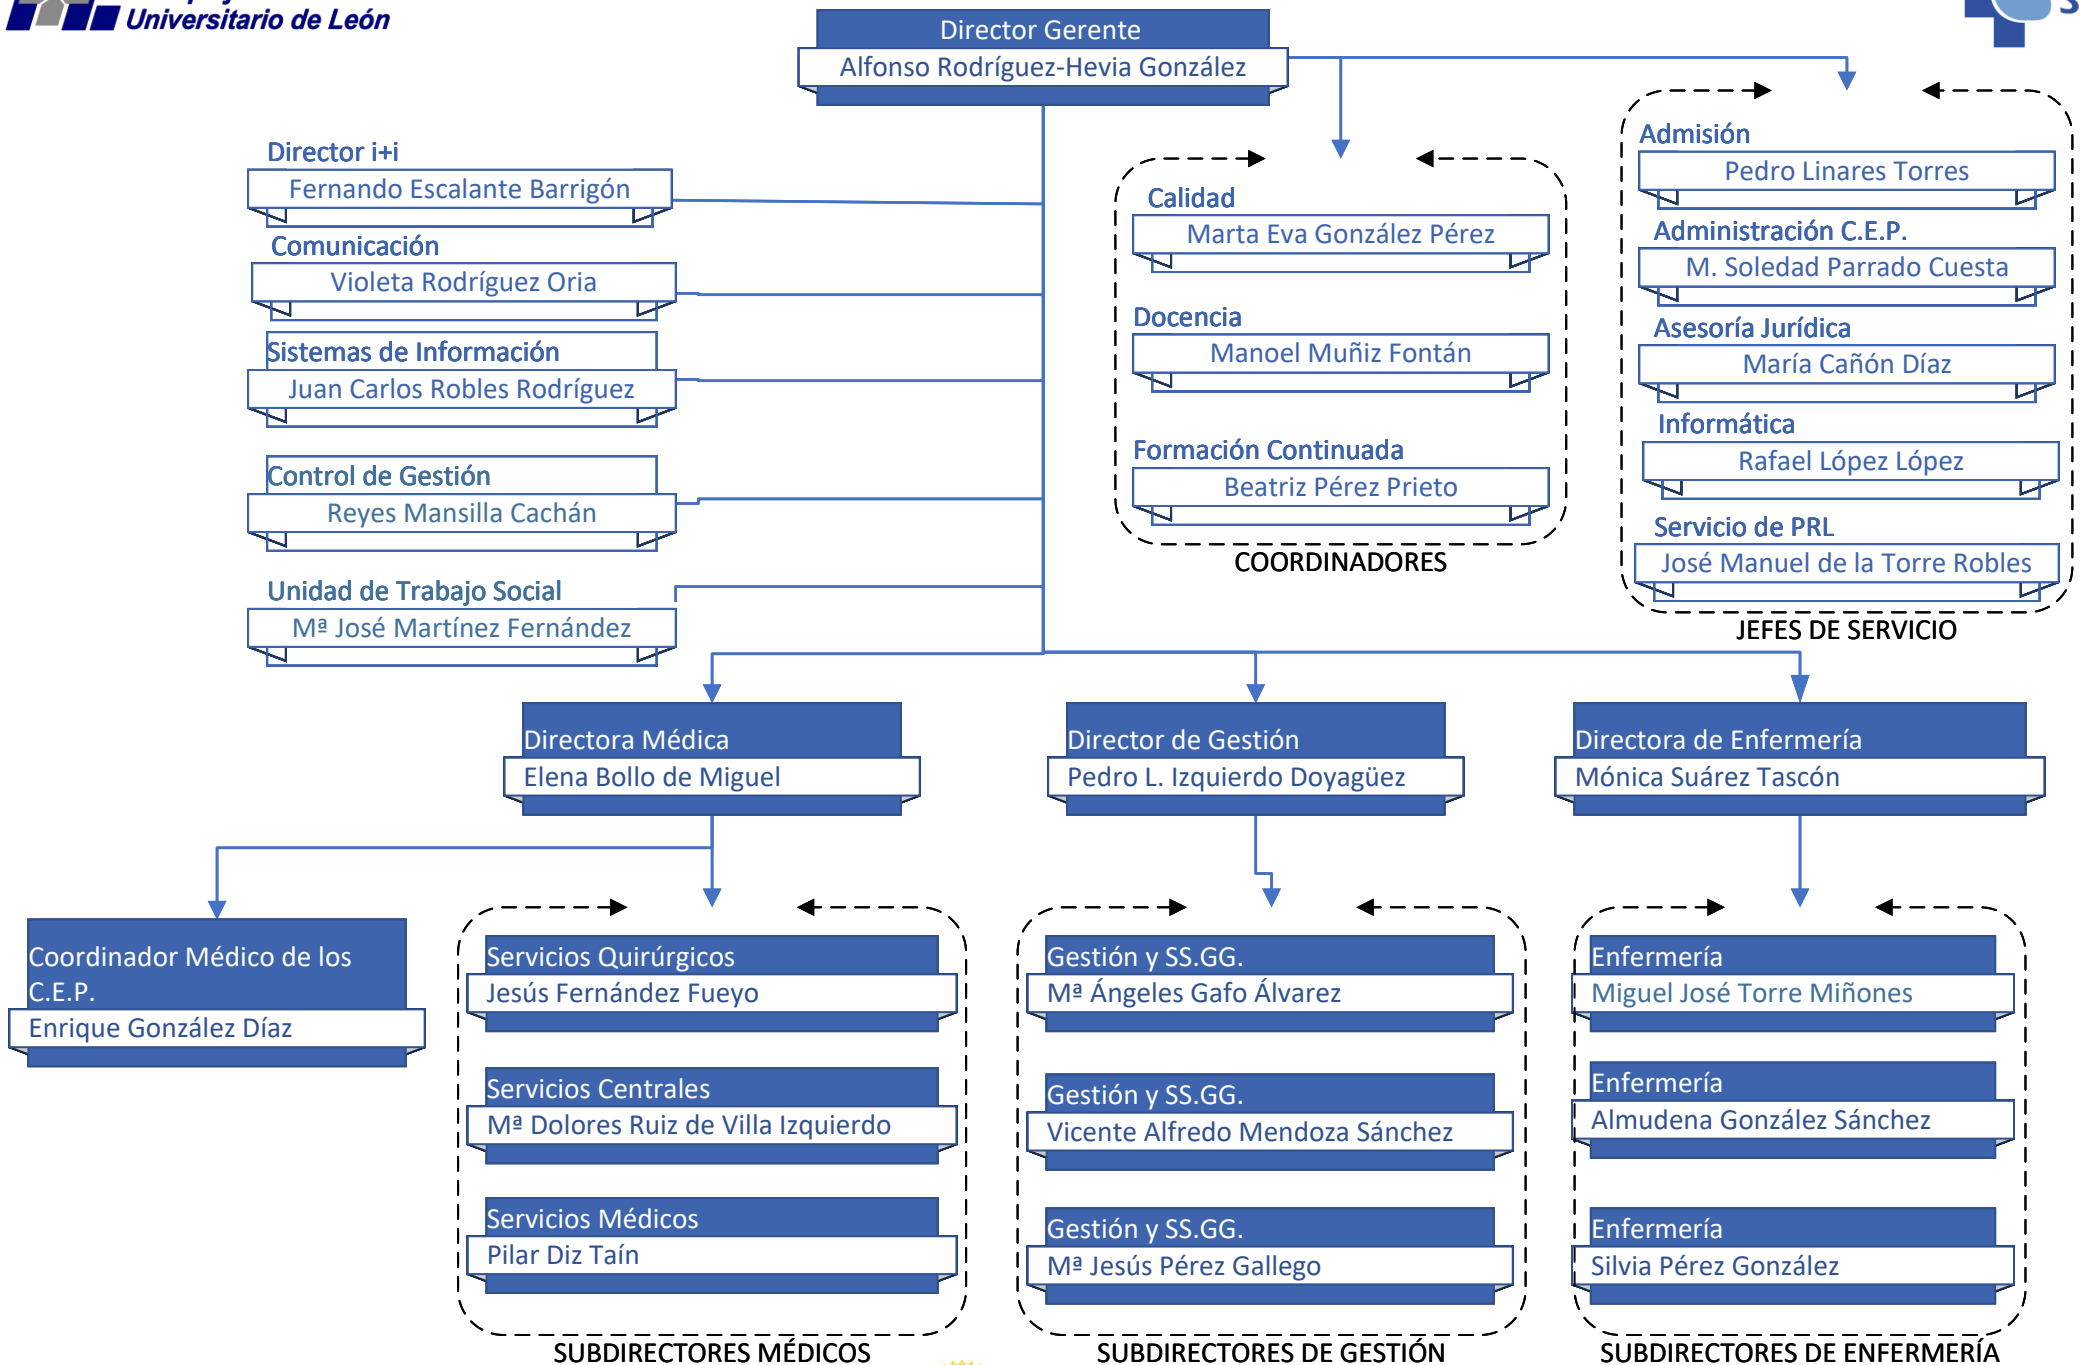 Universitario de León
Director Gerente
Alfonso Rodríguez-Hevia González
Director i+i
Fernando Escalante Barrigón
Comunicación
Violeta Rodríguez Oria
Sistemas de Información
Juan Carlos Robles Rodríguez
Control de Gestión
Reyes Mansilla Cachán
Unidad de Trabajo Social
Mª José Martínez Fernández
Calidad
Marta Eva González Pérez
Docencia
Manoel Muñiz Fontán
Formación Continuada
Beatriz Pérez Prieto
COORDINADORES
Admisión
Pedro Linares Torres
Administración C.E.P.
M. Soledad Parrado Cuesta
Asesoría Jurídica
María Cañón Díaz
Informática
Rafael López López
Servicio de PRL
José Manuel de la Torre Robles
JEFES DE SERVICIO
Directora Médica
Elena Bollo de Miguel
Director de Gestión
Pedro L. Izquierdo Doyagüez
Directora de Enfermería
Mónica Suárez Tascón
Coordinador Médico de los
C.E.P.
Enrique González Díaz
Servicios Quirúrgicos
Jesús Fernández Fueyo
Servicios Centrales
Mª Dolores Ruiz de Villa Izquierdo
Servicios Médicos
Pilar Diz Taín
SUBDIRECTORES MÉDICOS
Gestión y SS.GG.
Mª Ángeles Gafo Álvarez
Gestión y SS.GG.
Vicente Alfredo Mendoza Sánchez
Gestión y SS.GG.
Mª Jesús Pérez Gallego
SUBDIRECTORES DE GESTIÓN
Enfermería
Miguel José Torre Miñones
Enfermería
Almudena González Sánchez
Enfermería
Silvia Pérez González
SUBDIRECTORES DE ENFERMERÍA